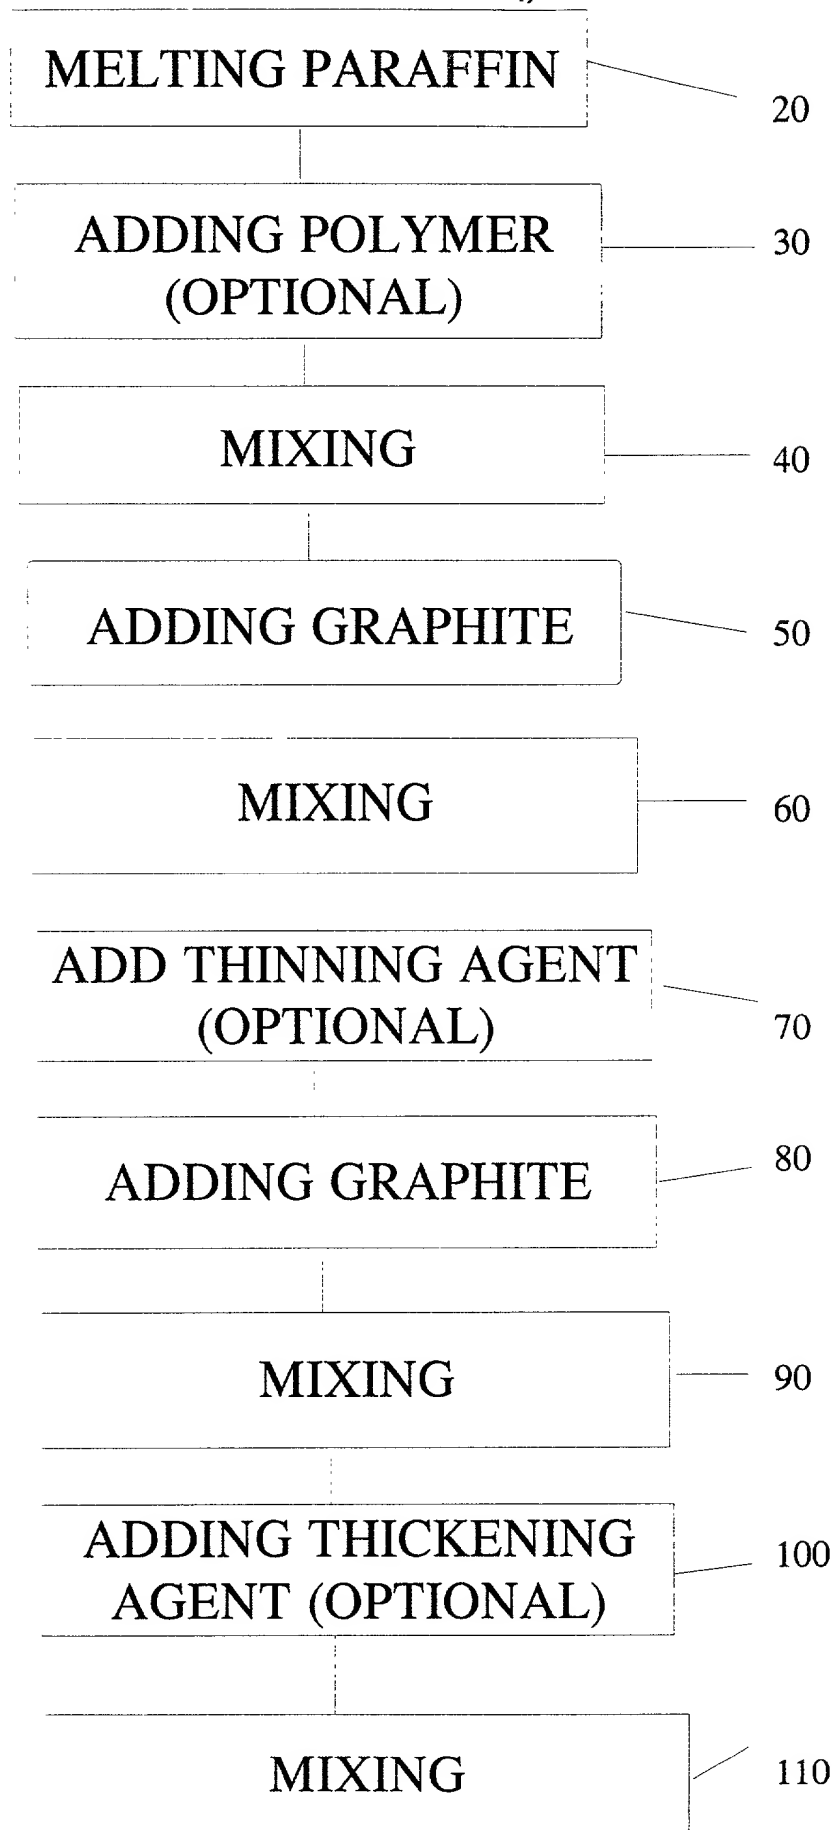 MELTING PARAFFIN
20
ADDING POLYMER
(OPTIONAL)
30
MIXING
40
ADDING GRAPHITE
50
MIXING
60
ADD THINNING AGENT
(OPTIONAL)
70
ADDING GRAPHITE
80
MIXING
90
ADDING THICKENING
AGENT (OPTIONAL)
100
MIXING
110